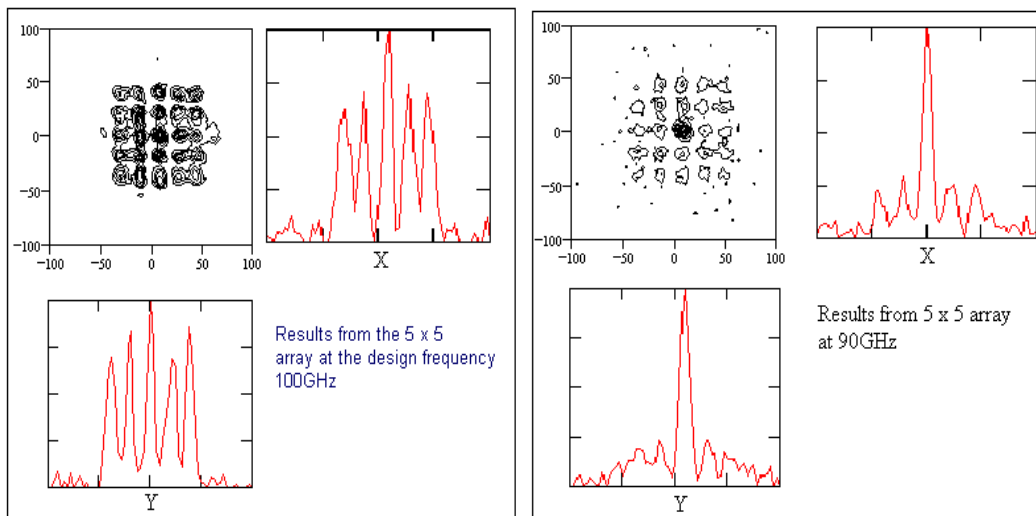 100
50
0
−50
−100
−100
−50
0
50
100
X
Y
Results from the 5 x 5
array at the design frequency
100GHz
100
50
0
−50
−100
−100
−50
0
50
100
X
Y
Results from 5 x 5 array
at 90GHz